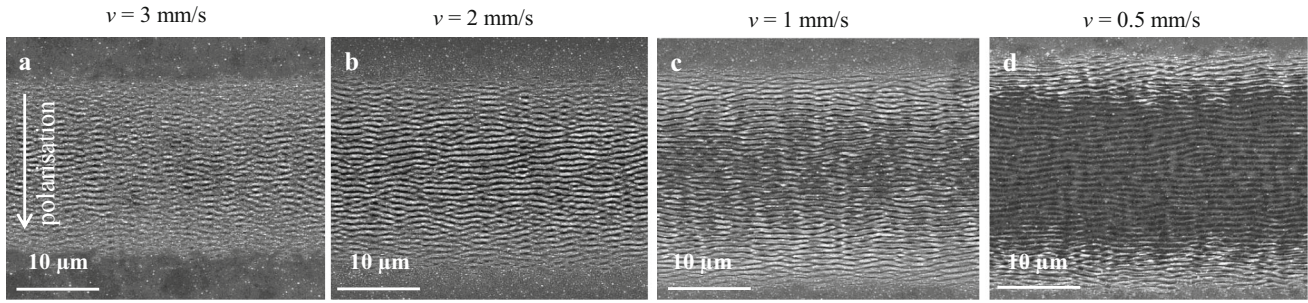 v = 3 mm/s
v = 2 mm/s
v = 1 mm/s
v = 0.5 mm/s
a
b
c
d
polarisation
10 µm
10 µm
10 µm
10 µm